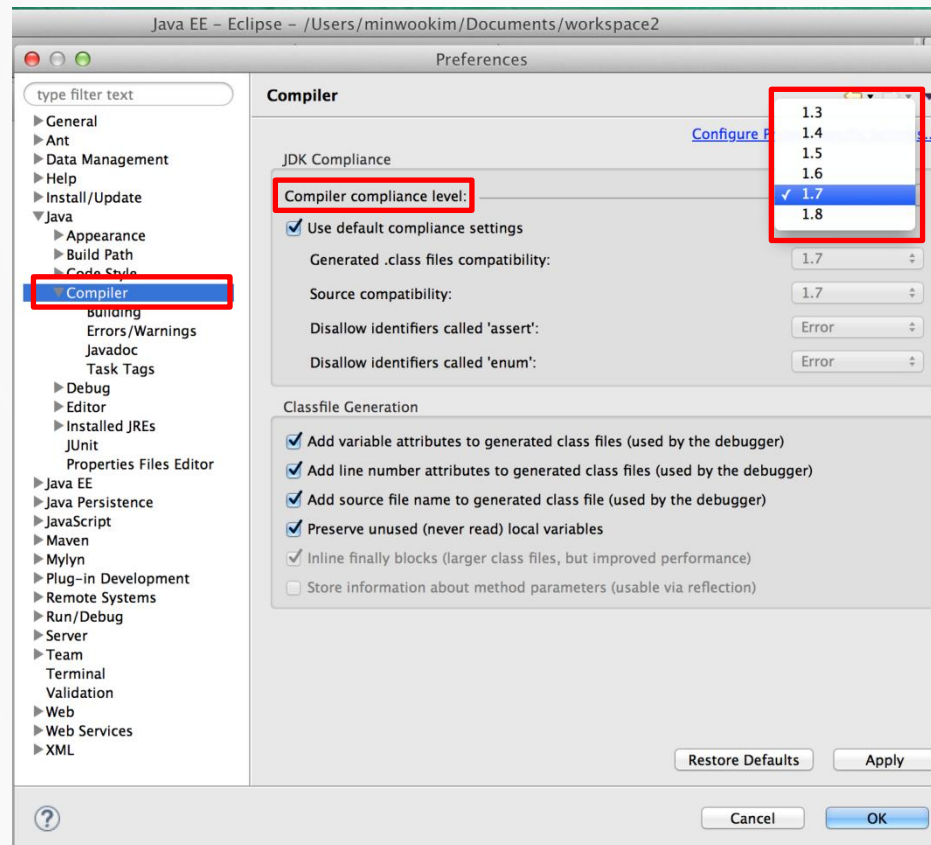 Java EE – Eclipse – /Users/minwookim/Documents/workspace2
Preferences
type filter text
General
Ant
Data Management
Help
Install/Update
Java
Appearance
Build Path
Code Style
Compiler
Building
Errors/Warnings
Javadoc
Task Tags
Debug
Editor
Installed JREs
JUnit
Properties Files Editor
Java EE
Java Persistence
JavaScript
Maven
Mylyn
Plug-in Development
Remote Systems
Run/Debug
Server
Team
Terminal
Validation
Web
Web Services
XML
Compiler
Configure
JDK Compliance
Compiler compliance level:
1.3
1.4
1.5
1.6
✓ 1.7
1.8
Use default compliance settings
Generated .class files compatibility: 1.7
Source compatibility: 1.7
Disallow identifiers called 'assert': Error
Disallow identifiers called 'enum': Error
Classfile Generation
Add variable attributes to generated class files (used by the debugger)
Add line number attributes to generated class files (used by the debugger)
Add source file name to generated class file (used by the debugger)
Preserve unused (never read) local variables
Inline finally blocks (larger class files, but improved performance)
Store information about method parameters (usable via reflection)
Restore Defaults Apply
? Cancel OK